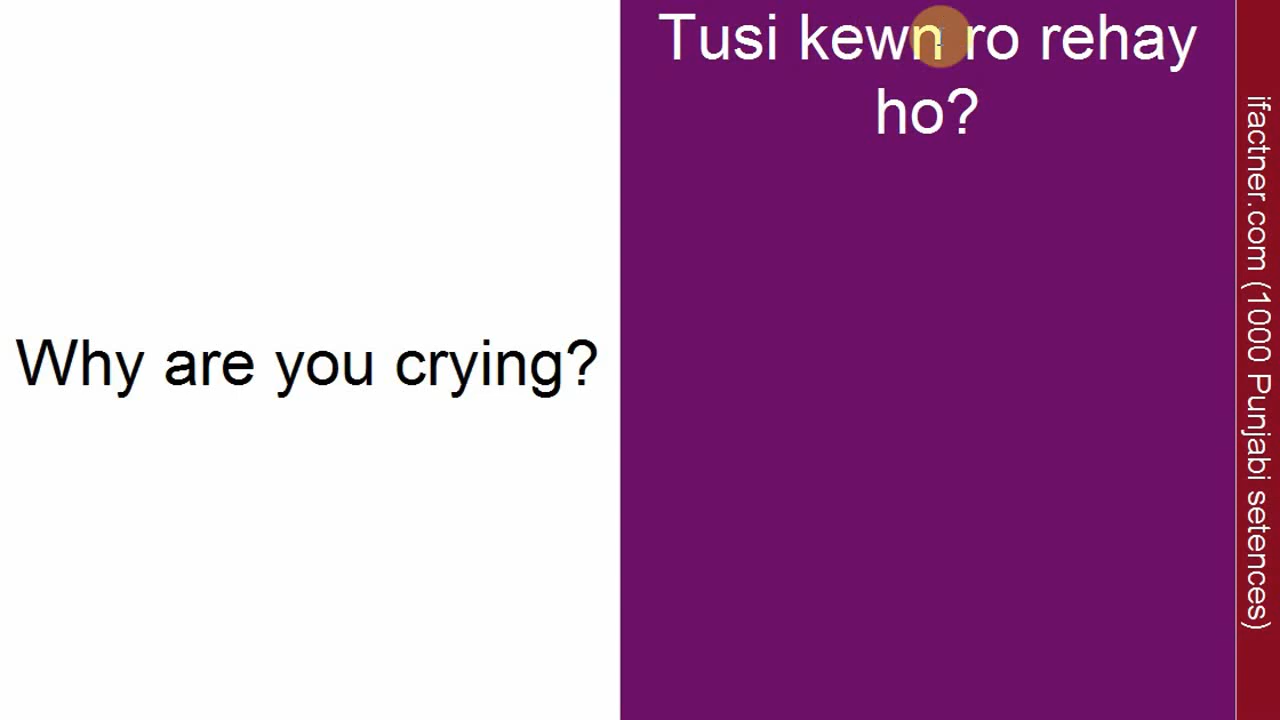 Why are you crying?
Tusi kewn ro rehay
ho?
ifactner.com (1000 Punjabi setences)